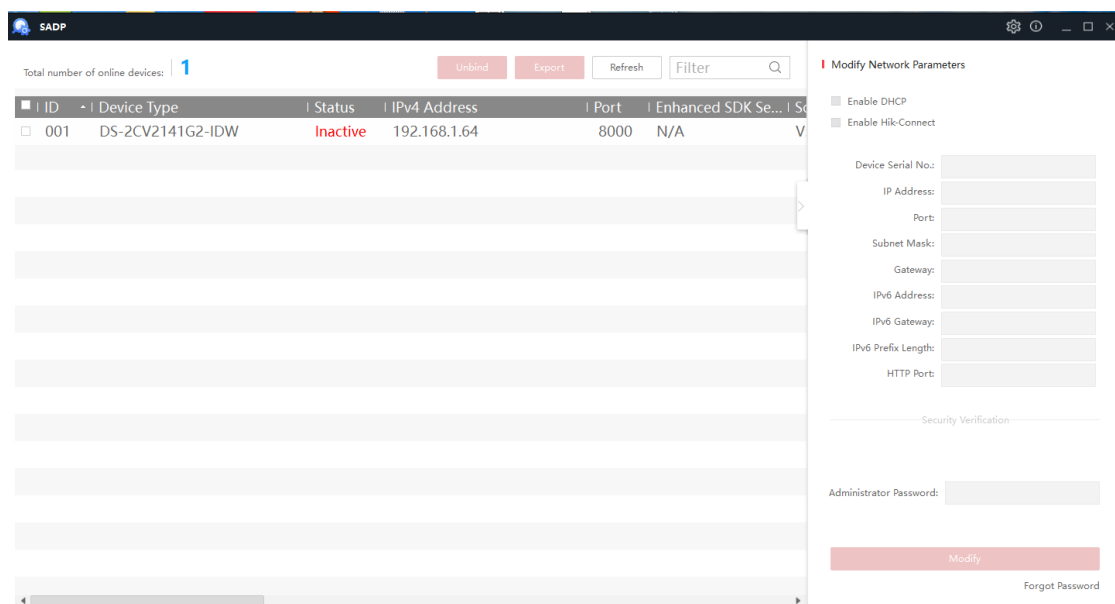 SADP
Total number of online devices: 1
Unbind
Export
Refresh
Filter
ID
Device Type
Status
IPv4 Address
Port
Enhanced SDK Se...
001
DS-2CV2141G2-IDW
Inactive
192.168.1.64
8000
N/A
V
Modify Network Parameters
Enable DHCP
Enable Hik-Connect
Device Serial No.:
IP Address:
Port:
Subnet Mask:
Gateway:
IPv6 Address:
IPv6 Gateway:
IPv6 Prefix Length:
HTTP Port:
Security Verification
Administrator Password:
Modify
Forgot Password